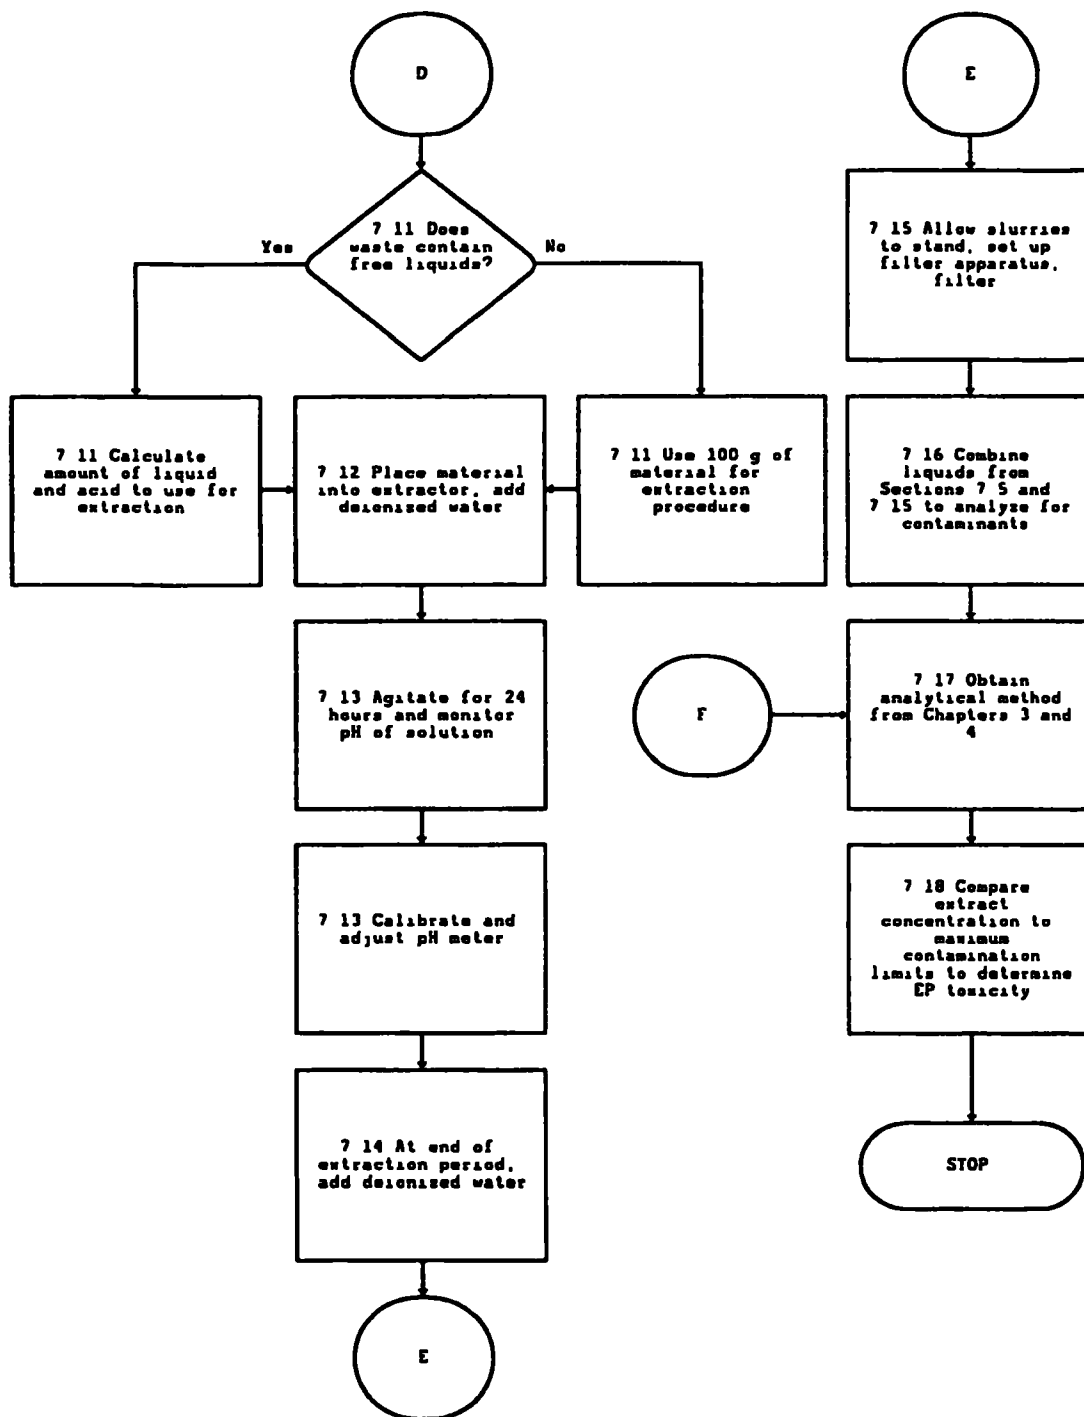 D
7 11 Does
waste contain
free liquids?
Yes
No
7 11 Calculate
amount of liquid
and acid to use for
extraction
7 12 Place material
into extractor, add
deionized water
7 11 Use 100 g of
material for
extraction
procedure
7 13 Agitate for 24
hours and monitor
pH of solution
7 13 Calibrate and
adjust pH meter
7 14 At end of
extraction period,
add deionized water
E
E
7 15 Allow slurries
to stand, set up
filter apparatus,
filter
7 16 Combine
liquids from
Sections 7 5 and
7 15 to analyze for
contaminants
F
7 17 Obtain
analytical method
from Chapters 3 and
4
7 18 Compare
extract
concentration to
maximum
contamination
limits to determine
EP toxicity
STOP